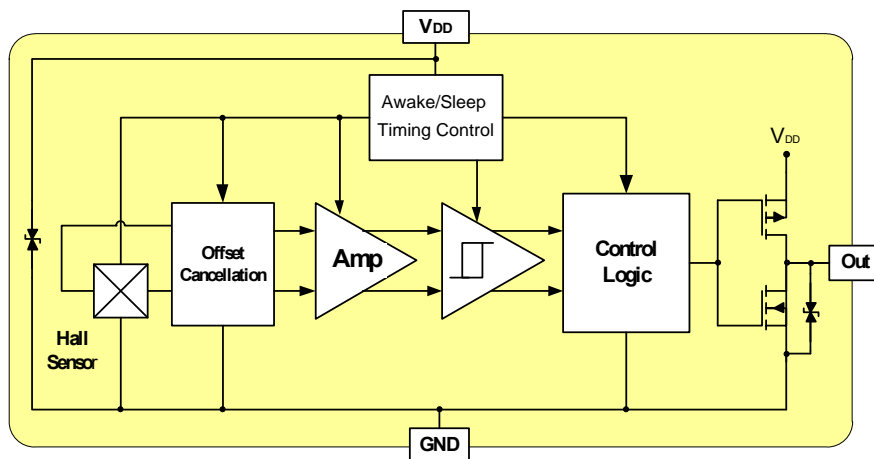 VDD
Awake/Sleep
Timing Control
VDD
Offset
Cancellation
Amp
Control
Logic
Out
Hall
Sensor
GND